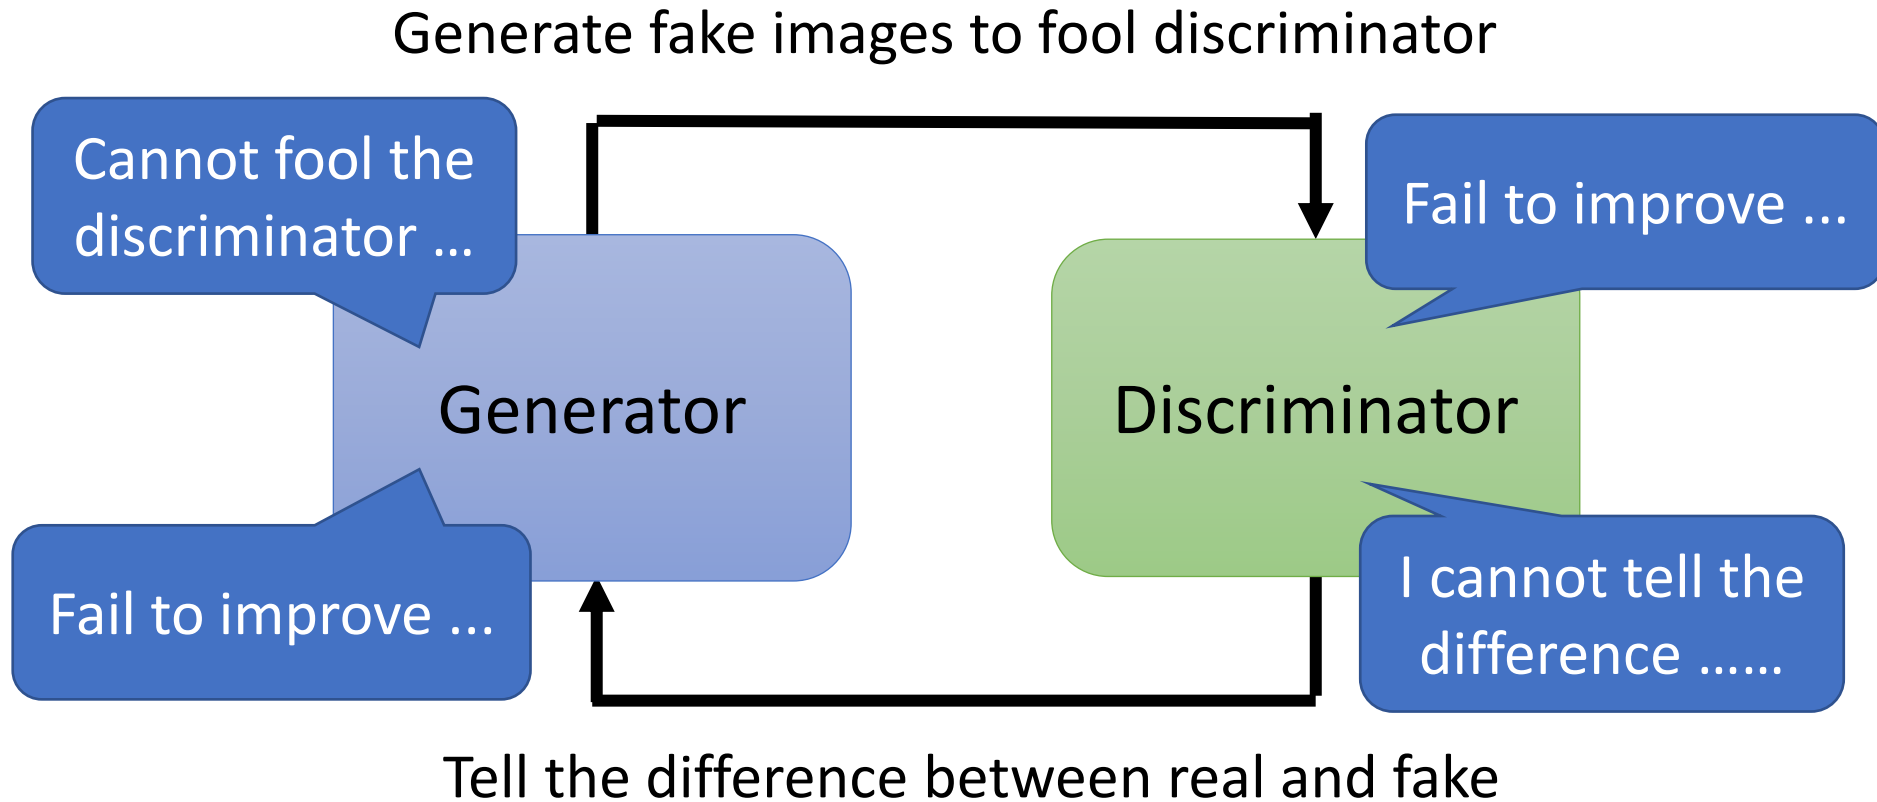 Generate fake images to fool discriminator
Cannot fool the
discriminator ...
Fail to improve ...
Generator
Discriminator
Fail to improve ...
I cannot tell the
difference ......
Tell the difference between real and fake